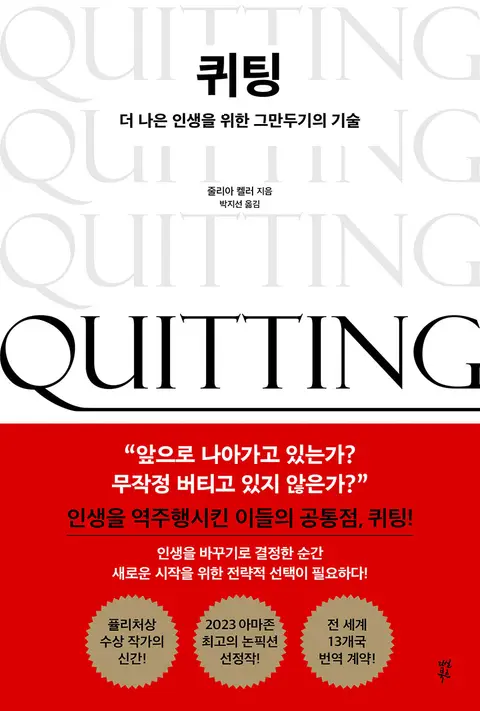 QUITTING
퀴팅
더 나은 인생을 위한 그만두기의 기술
QUITTING
줄리아 켈러 지음
박지선 옮김
QUITTING
QUITTING
“앞으로 나아가고 있는가?
무작정 버티고 있지 않은가?”
인생을 역주행시킨 이들의 공통점, 퀴팅!
인생을 바꾸기로 결정한 순간
새로운 시작을 위한 전략적 선택이 필요하다!
퓰리처상
수상 작가의
신간!
2023 아마존
최고의 논픽션
선정작!
전 세계
13개국
번역 계약!
다산
북스